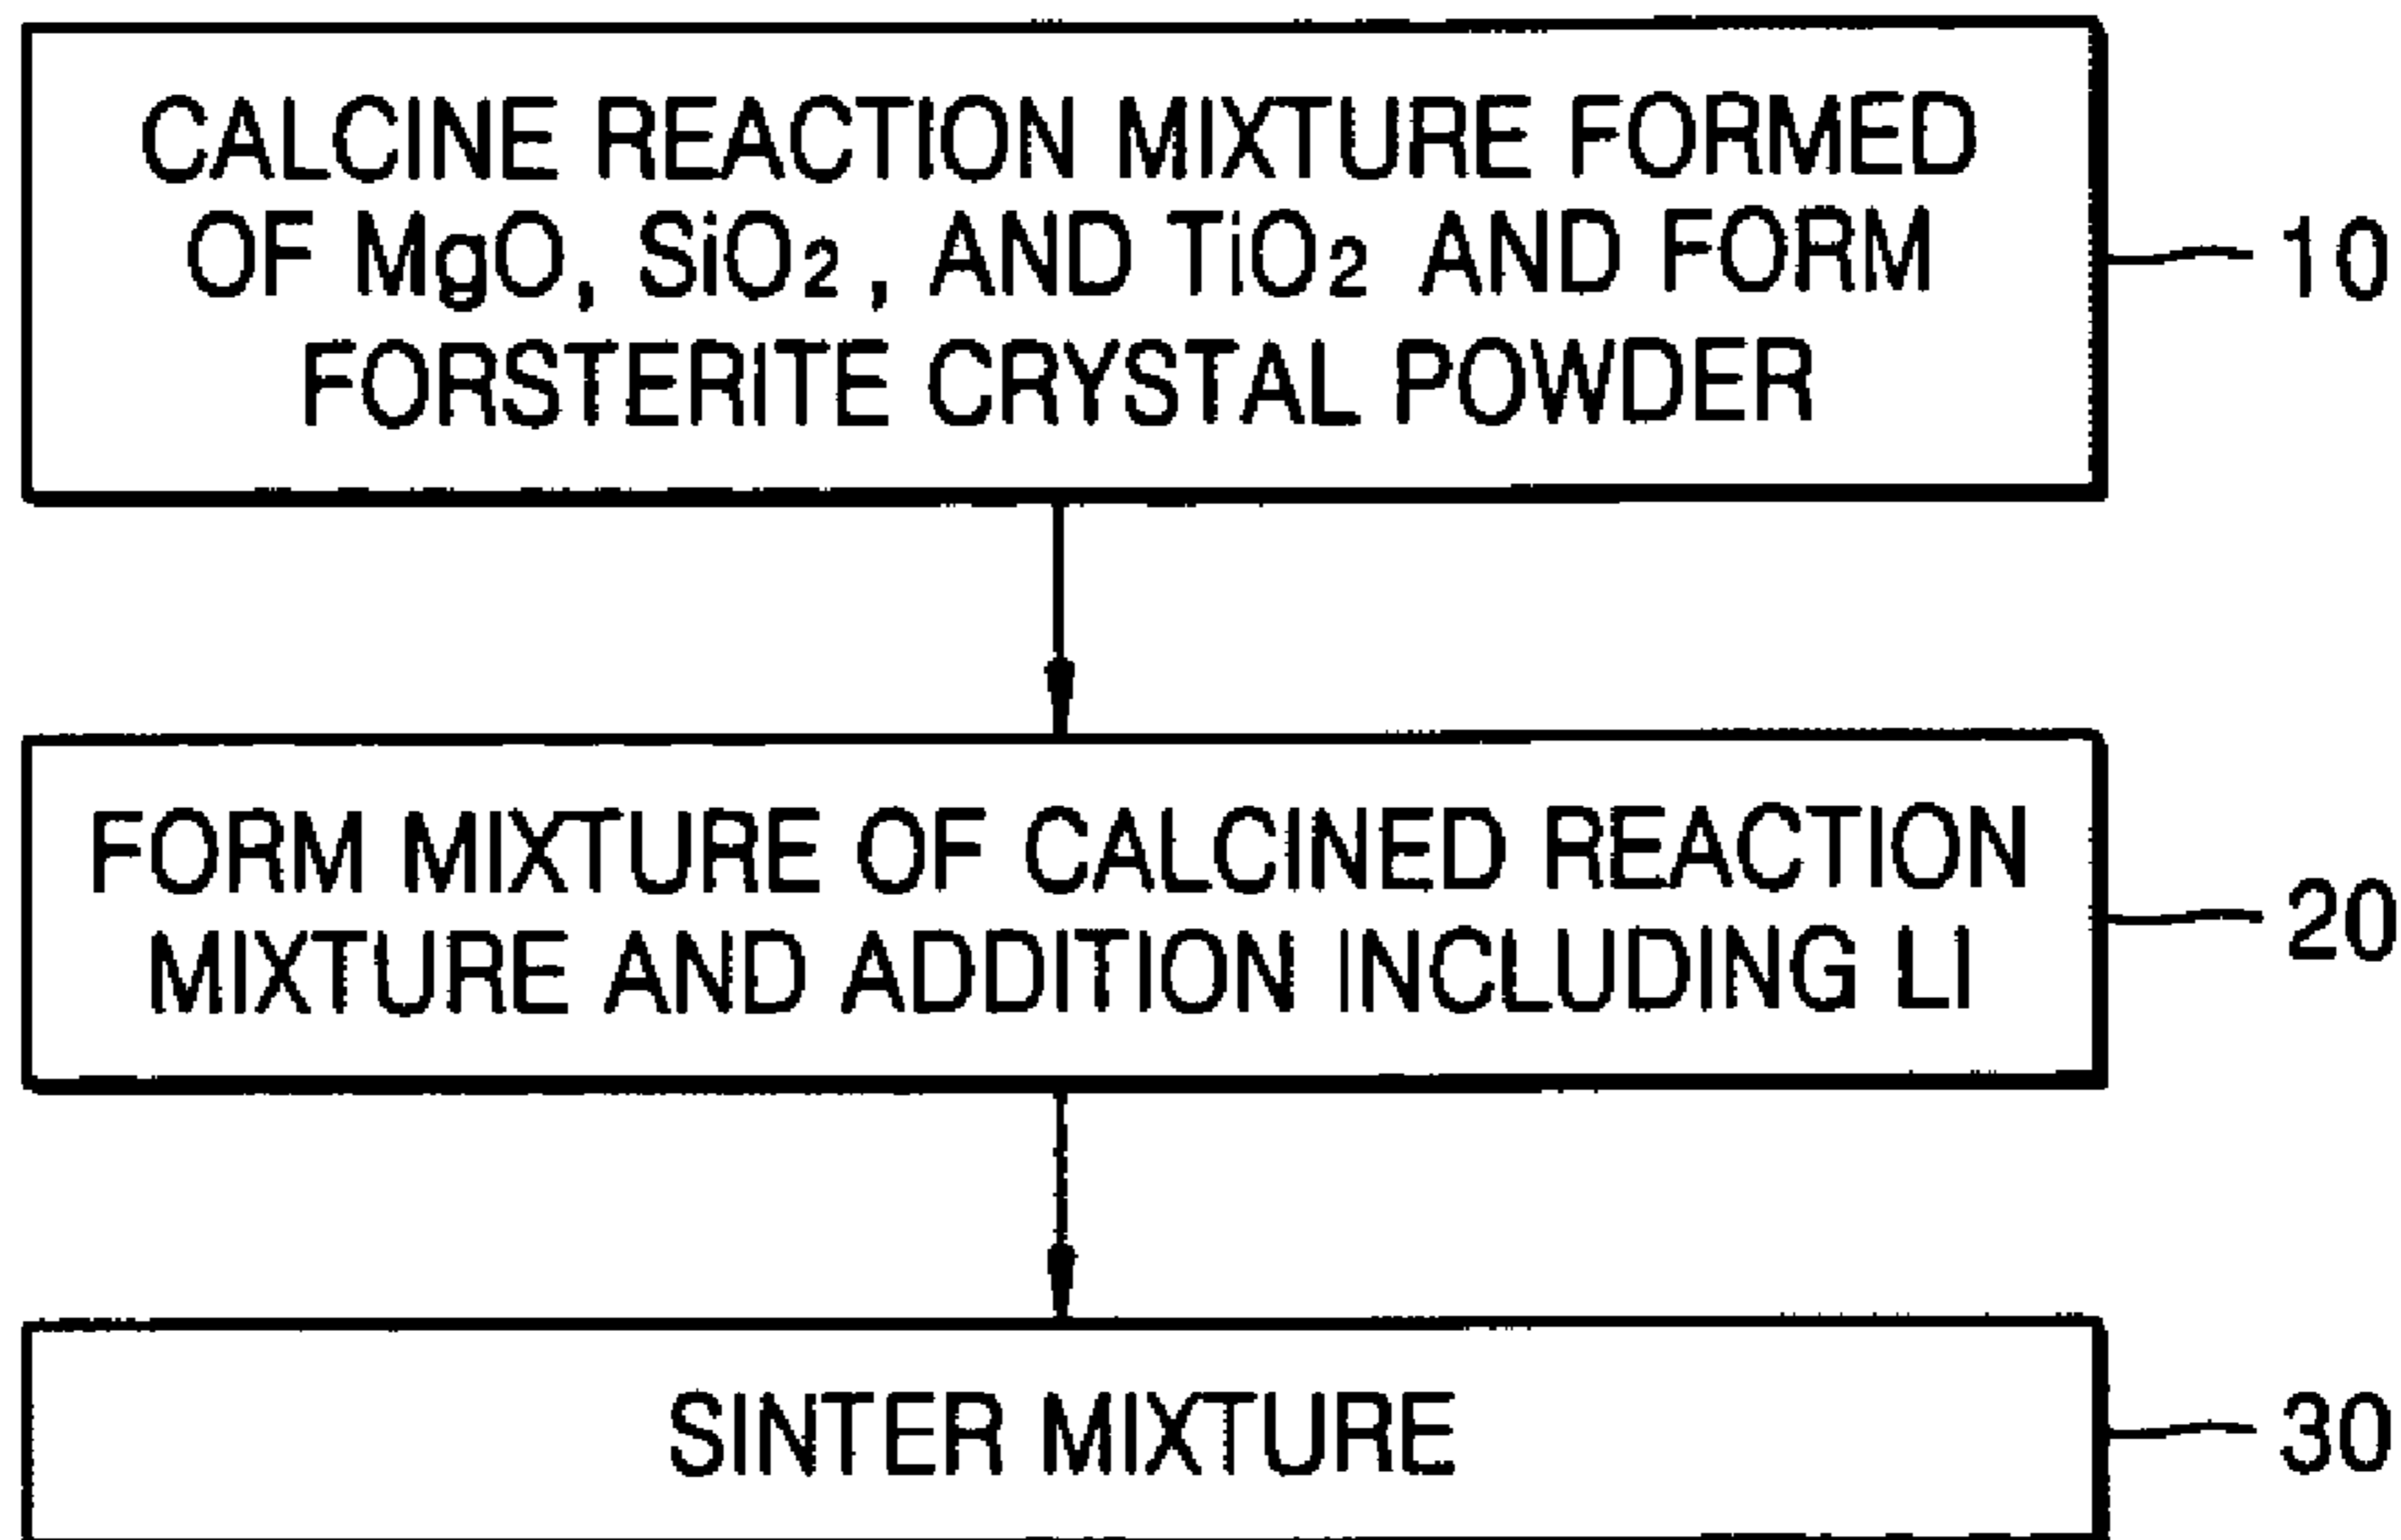 CALCINE REACTION MIXTURE FORMED
OF MgO, SiO2, AND TiO2 AND FORM
FORSTERITE CRYSTAL POWDER
10
FORM MIXTURE OF CALCINED REACTION
MIXTURE AND ADDITION INCLUDING LI
20
SINTER MIXTURE
30